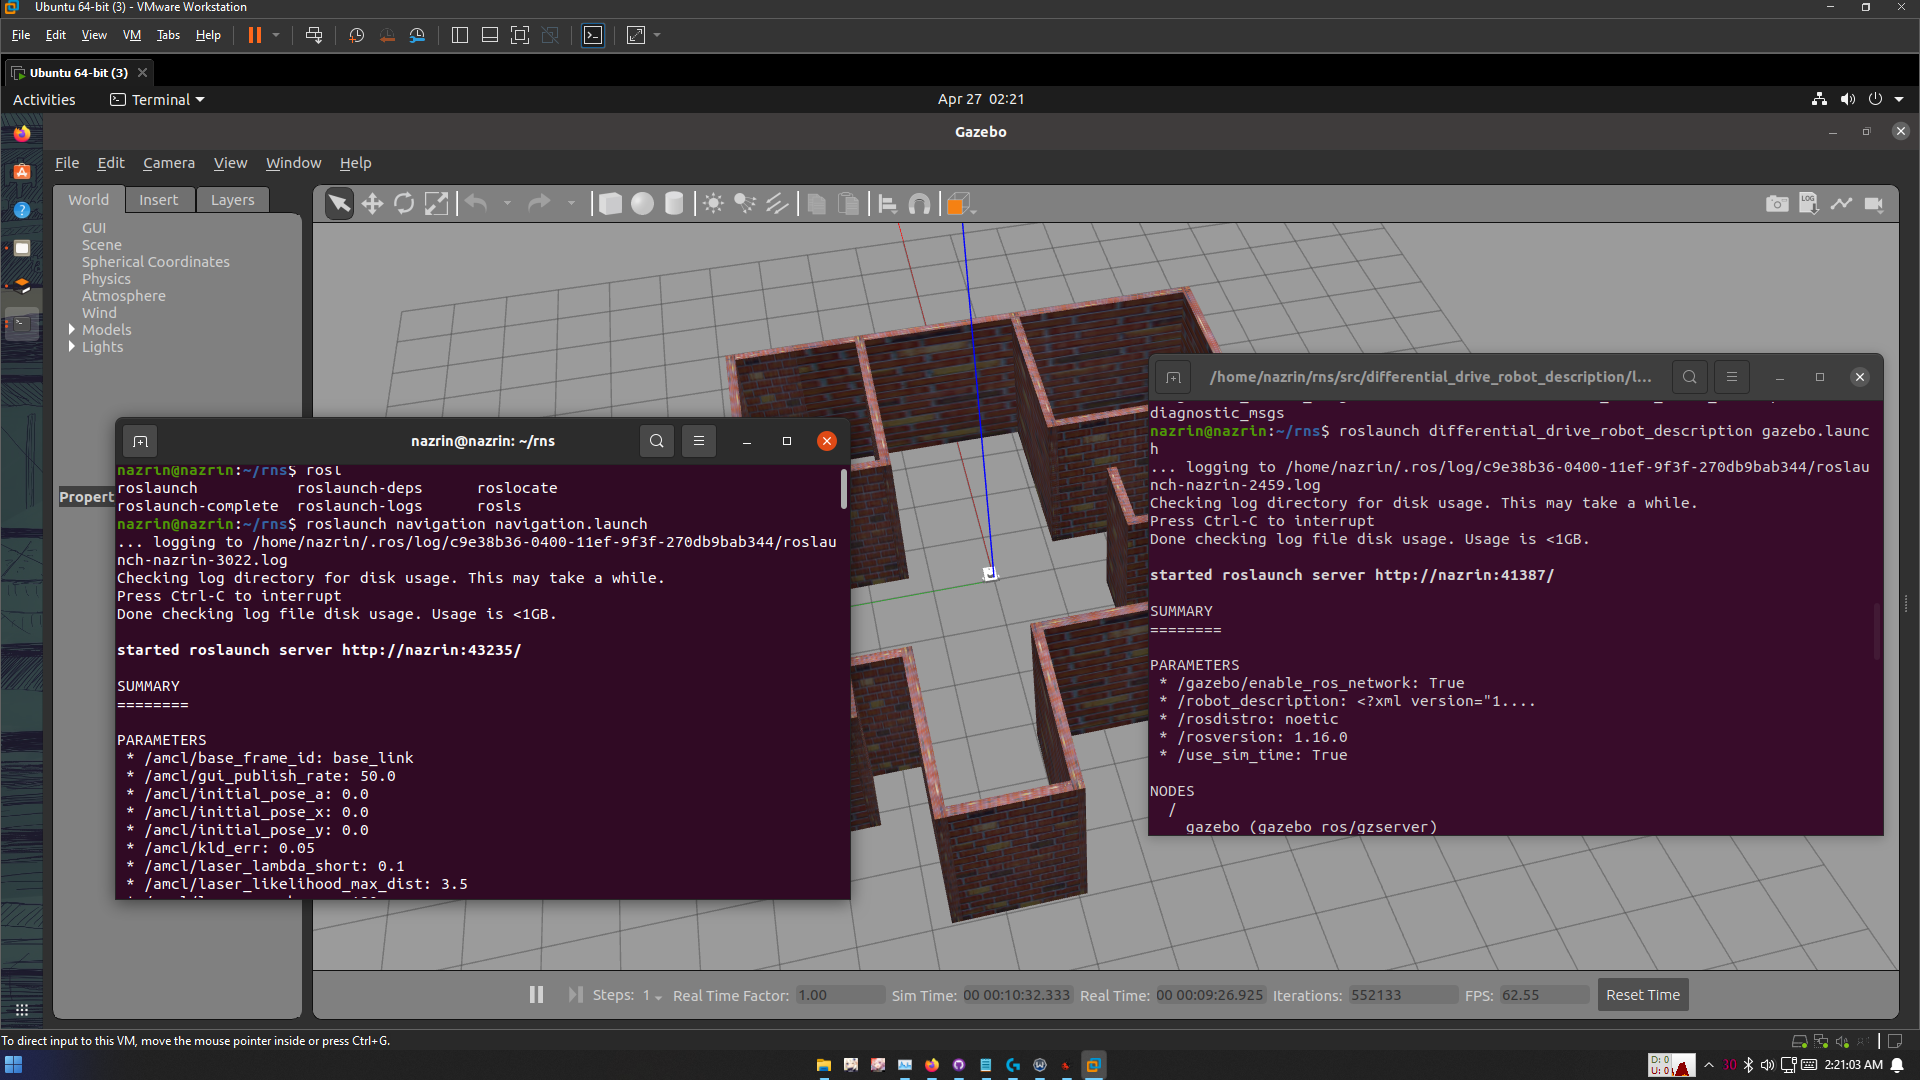 Ubuntu 64-bit (3) - VMware Workstation
File Edit View VM Tabs Help
Ubuntu 64-bit (3)
Activities Terminal Apr 27 02:21
Gazebo
File Edit Camera View Window Help
World Insert Layers
GUI
Scene
Spherical Coordinates
Physics
Atmosphere
Wind
Models
Lights
Propert
LOG
nazrin@nazrin: ~/rns
nazrin@nazrin:~/rns$ rosl
roslaunch roslaunch-deps roslocate
roslaunch-complete roslaunch-logs rosls
nazrin@nazrin:~/rns$ roslaunch navigation navigation.launch
... logging to /home/nazrin/.ros/log/c9e38b36-0400-11ef-9f3f-270db9bab344/roslau
nch-nazrin-3022.log
Checking log directory for disk usage. This may take a while.
Press Ctrl-C to interrupt
Done checking log file disk usage. Usage is <1GB.
started roslaunch server http://nazrin:43235/
SUMMARY
========
PARAMETERS
* /amcl/base_frame_id: base_link
* /amcl/gui_publish_rate: 50.0
* /amcl/initial_pose_a: 0.0
* /amcl/initial_pose_x: 0.0
* /amcl/initial_pose_y: 0.0
* /amcl/kld_err: 0.05
* /amcl/laser_lambda_short: 0.1
* /amcl/laser_likelihood_max_dist: 3.5
/home/nazrin/rns/src/differential_drive_robot_description/l...
diagnostic_msgs
nazrin@nazrin:~/rns$ roslaunch differential_drive_robot_description gazebo.launc
h
... logging to /home/nazrin/.ros/log/c9e38b36-0400-11ef-9f3f-270db9bab344/roslau
nch-nazrin-2459.log
Checking log directory for disk usage. This may take a while.
Press Ctrl-C to interrupt
Done checking log file disk usage. Usage is <1GB.
started roslaunch server http://nazrin:41387/
SUMMARY
========
PARAMETERS
* /gazebo/enable_ros_network: True
* /robot_description: <?xml version="1....
* /rosdistro: noetic
* /rosversion: 1.16.0
* /use_sim_time: True
NODES
/
gazebo (gazebo_ros/gzserver)
Steps: 1 Real Time Factor: 1.00 Sim Time: 00 00:10:32.333 Real Time: 00 00:09:26.925 Iterations: 552133 FPS: 62.55 Reset Time
To direct input to this VM, move the mouse pointer inside or press Ctrl+G.
D: 0
U: 0
30
2:21:03 AM